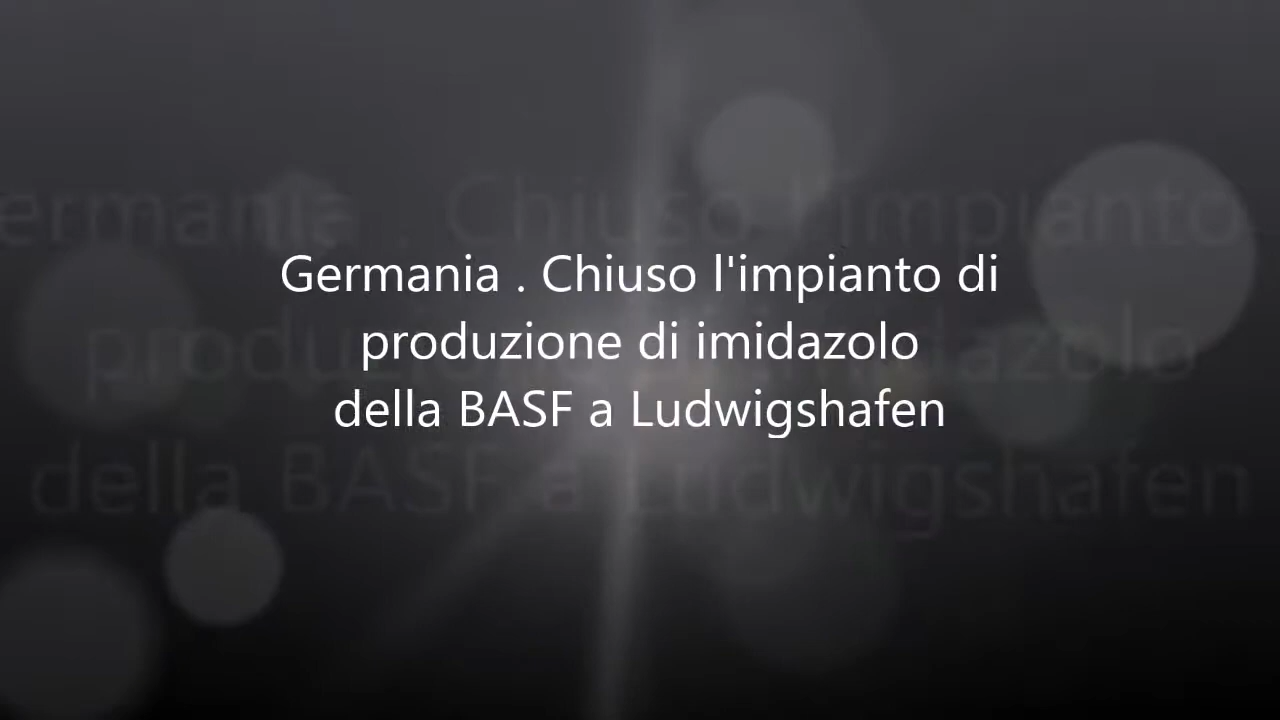 Germania . Chiuso l'impianto di
produzione di imidazolo
della BASF a Ludwigshafen